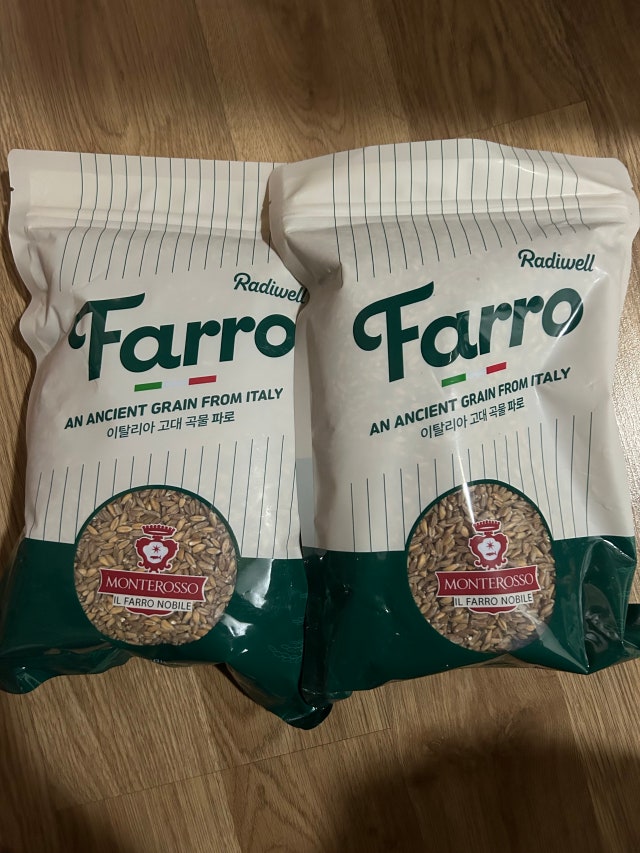 Radiwell
Farro
AN ANCIENT GRAIN FROM ITALY
이탈리아 고대 곡물 파로
MONTEROSSO
IL FARRO NOBILE
Radiwell
Farro
AN ANCIENT GRAIN FROM ITALY
이탈리아 고대 곡물 파로
MONTEROSSO
IL FARRO NOBILE